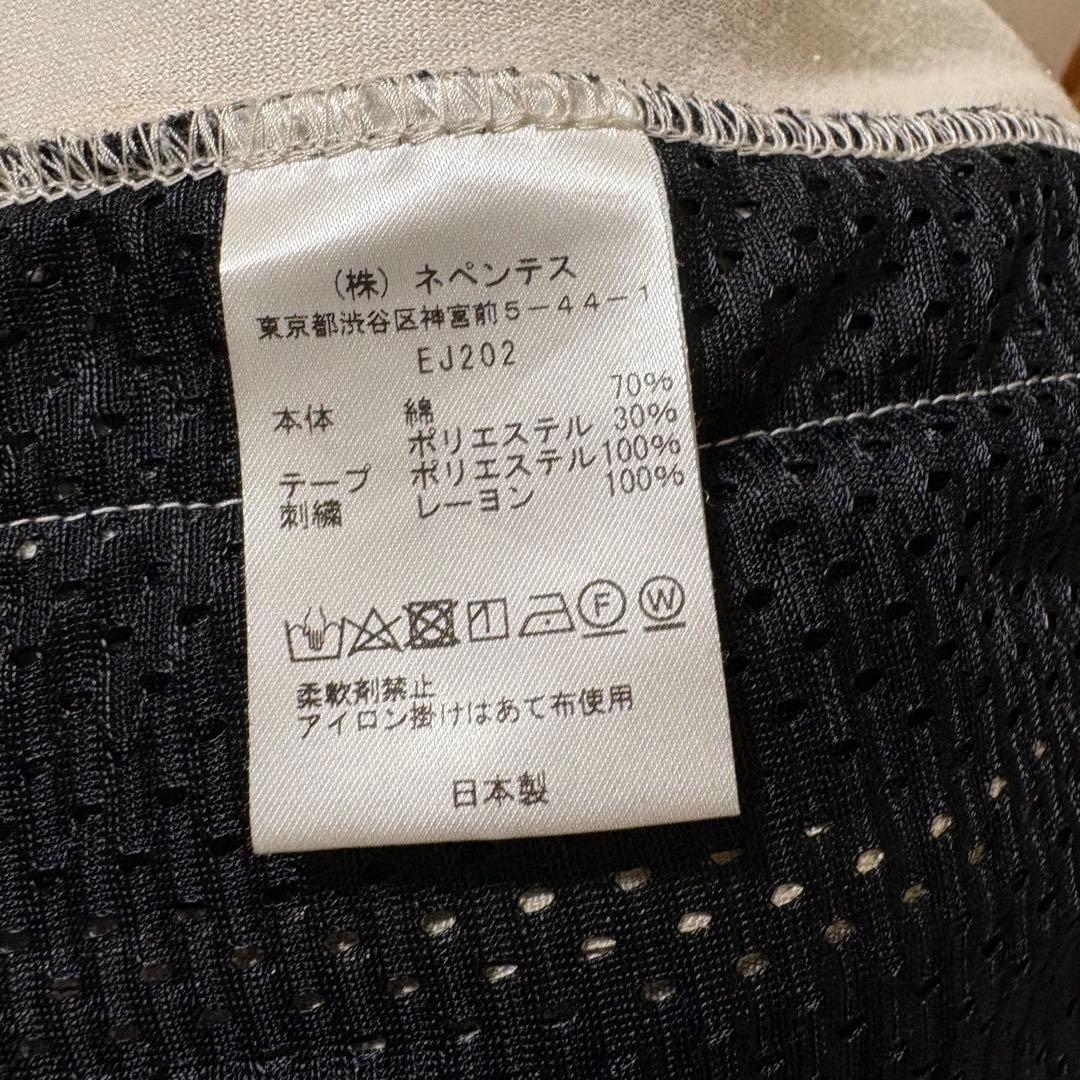 (株)ネペンテス
東京都渋谷区神宮前5-44-1
EJ202
本体 綿 70%
ポリエステル 30%
テープ ポリエステル100%
刺繍 レーヨン 100%
F W
柔軟剤禁止
アイロン掛けはあて布使用
日本製